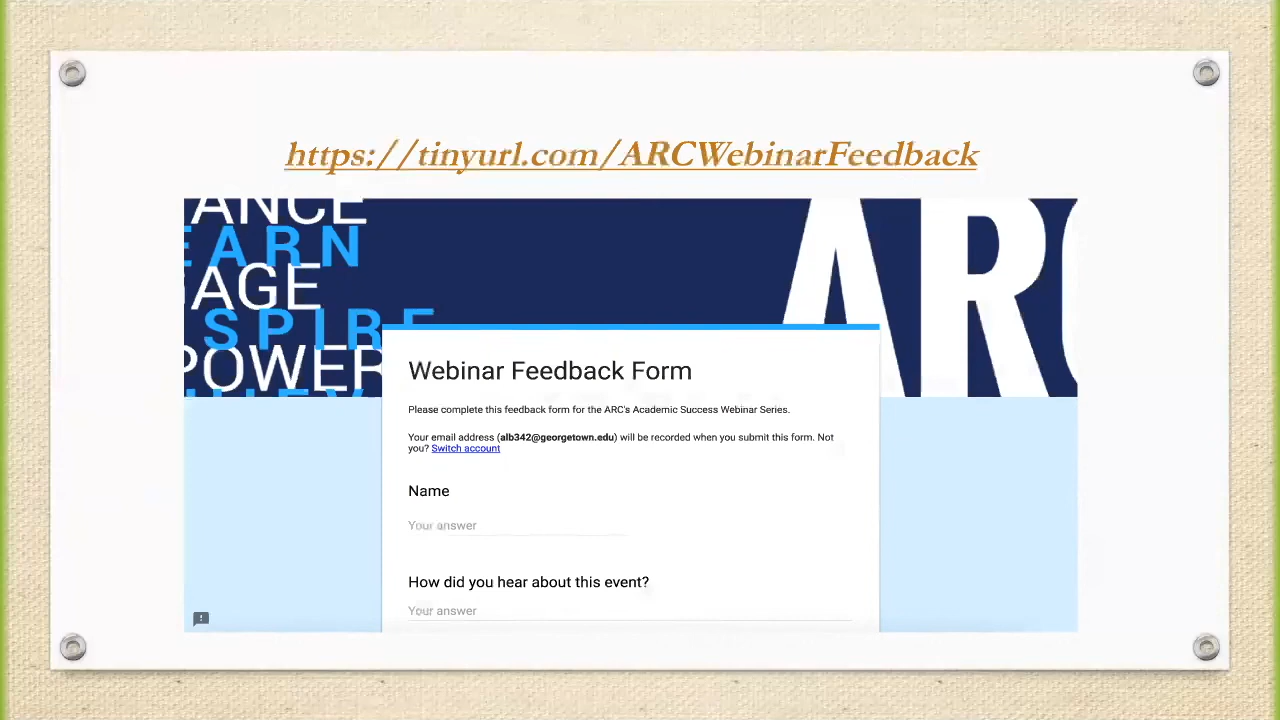 https://tinyurl.com/ARCWebinarFeedback
ANCE
EARN
GAGE
SPIRE
POWER
ARC
Webinar Feedback Form
Please complete this feedback form for the ARC's Academic Success Webinar Series.
Your email address (alb342@georgetown.edu) will be recorded when you submit this form. Not
you? Switch account
Name
Your answer
How did you hear about this event?
Your answer